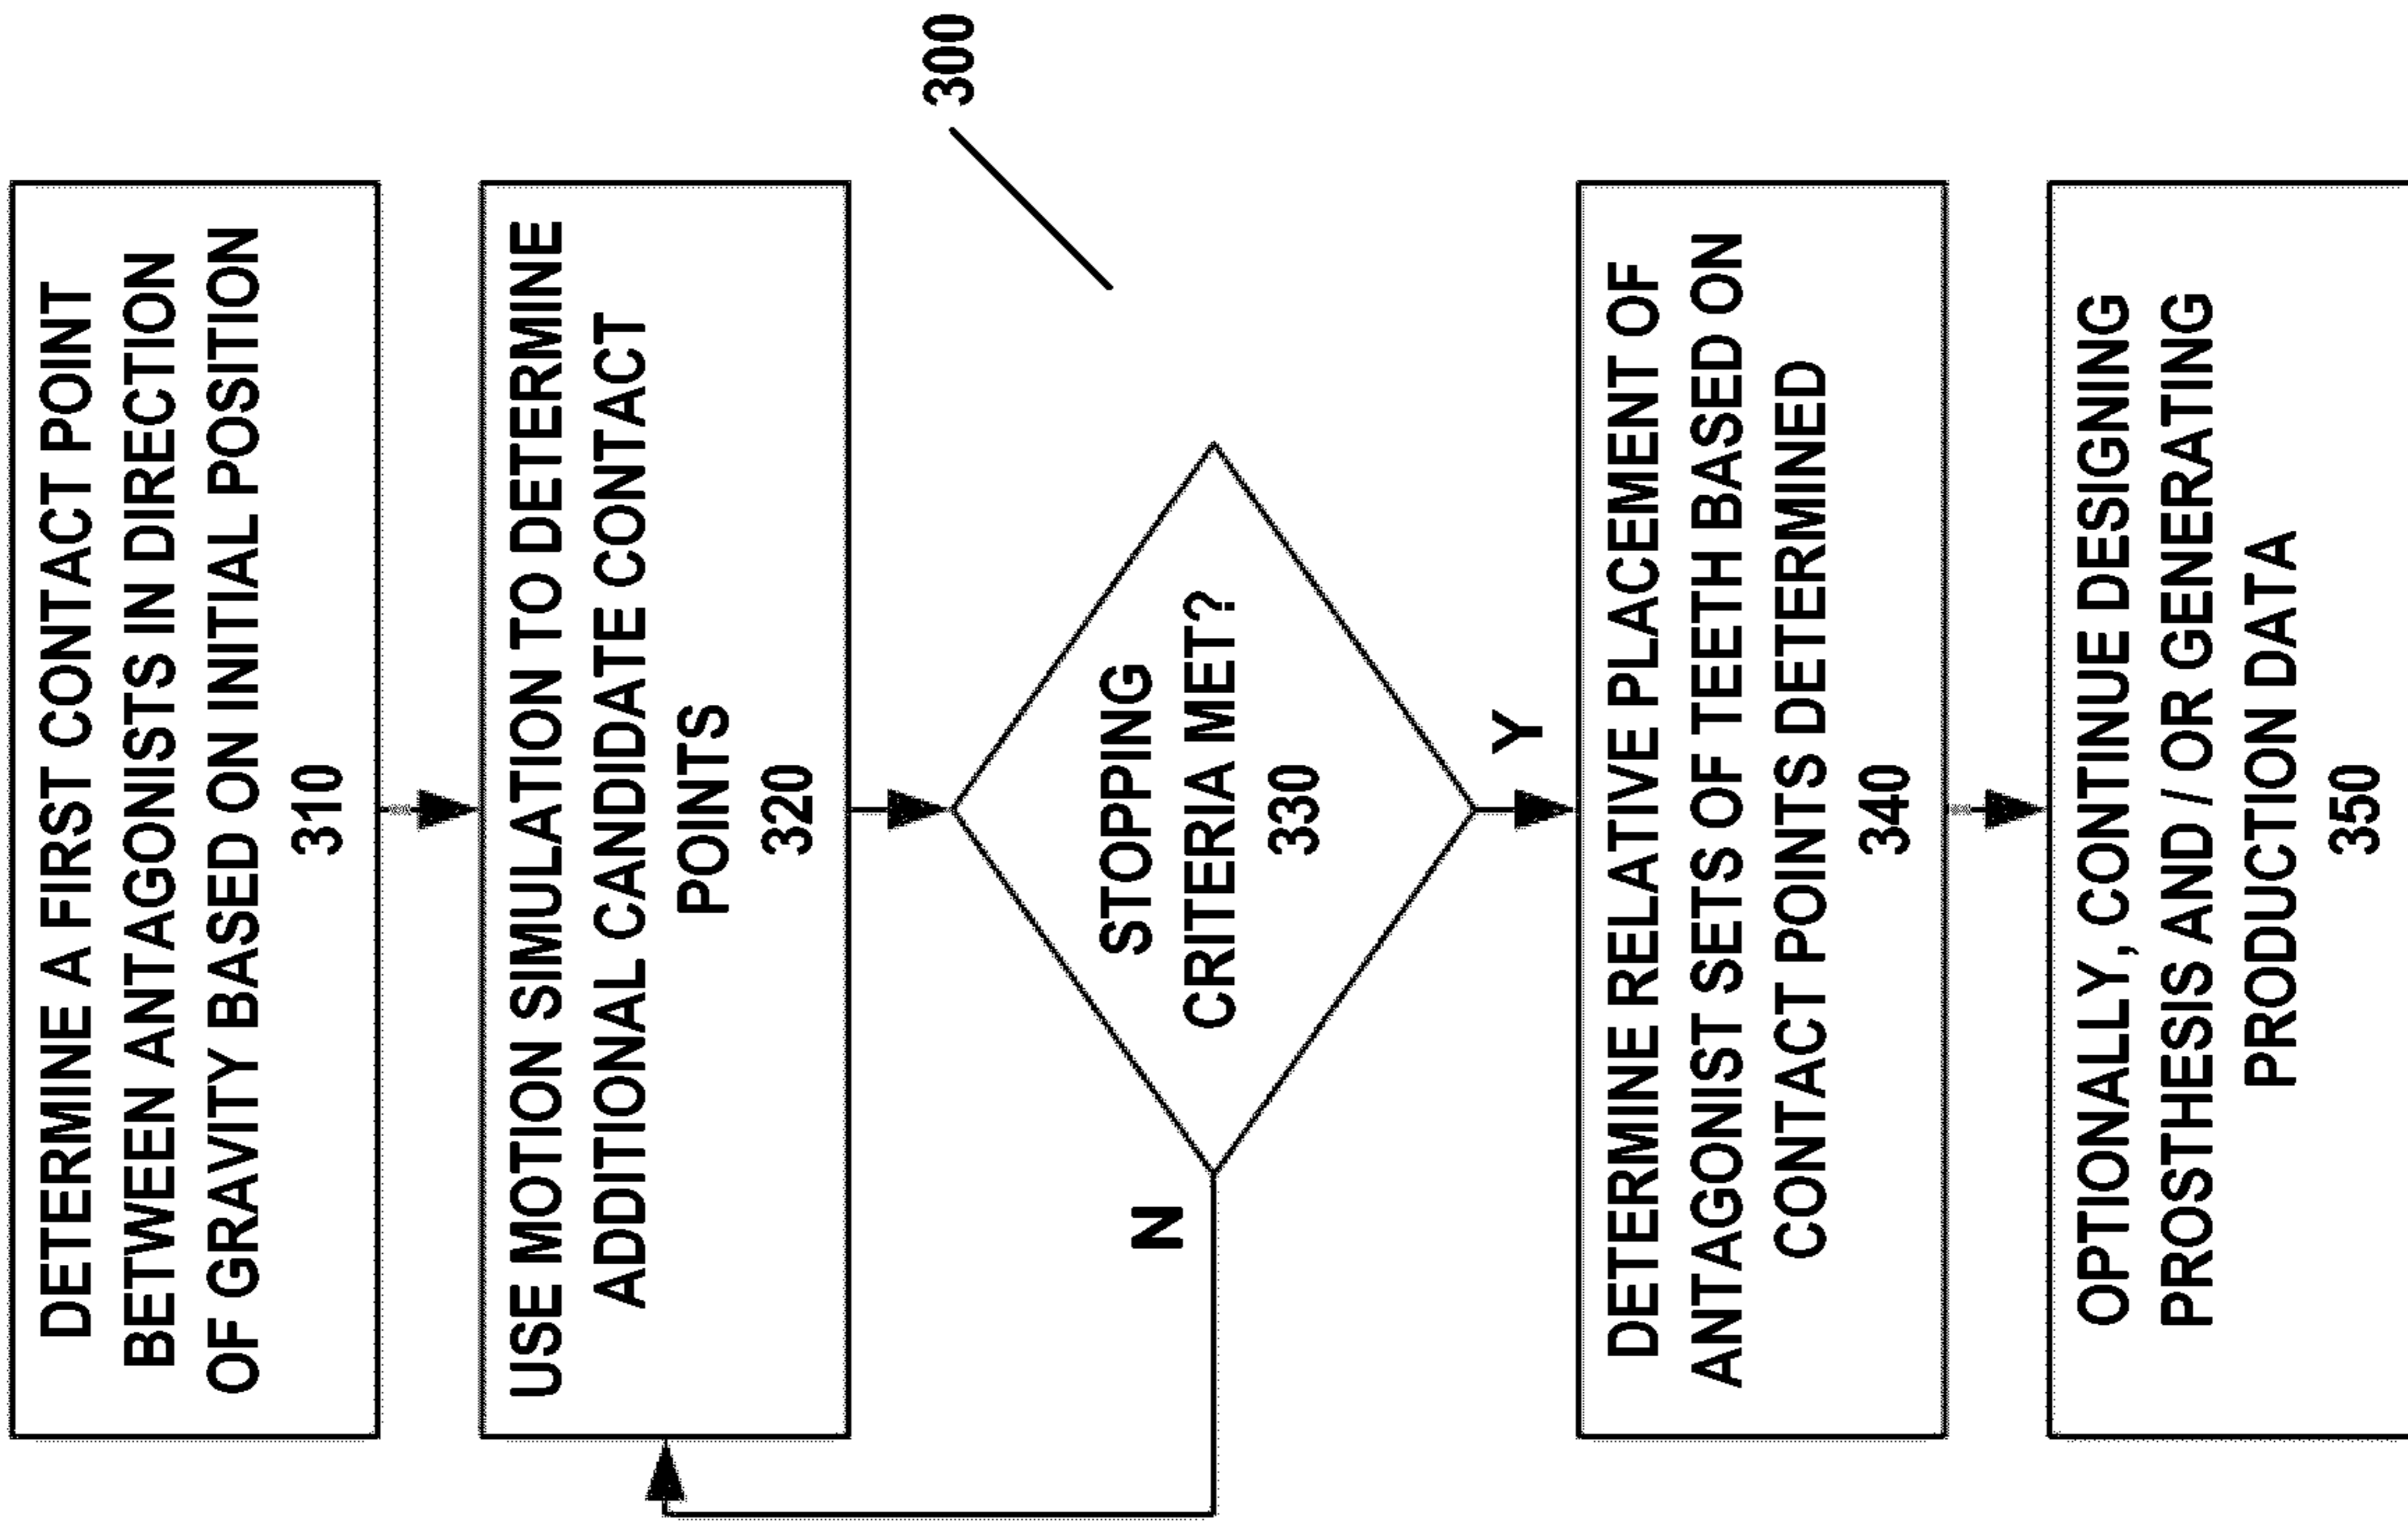 DETERMINE A FIRST CONTACT POINT
BETWEEN ANTAGONISTS IN DIRECTION
OF GRAVITY BASED ON INITIAL POSITION
310
USE MOTION SIMULATION TO DETERMINE
ADDITIONAL CANDIDATE CONTACT
POINTS
320
300
STOPPING
CRITERIA MET?
330
N
Y
DETERMINE RELATIVE PLACEMENT OF
ANTAGONIST SETS OF TEETH BASED ON
CONTACT POINTS DETERMINED
340
OPTIONALLY, CONTINUE DESIGNING
PROSTHESIS AND / OR GENERATING
PRODUCTION DATA
350